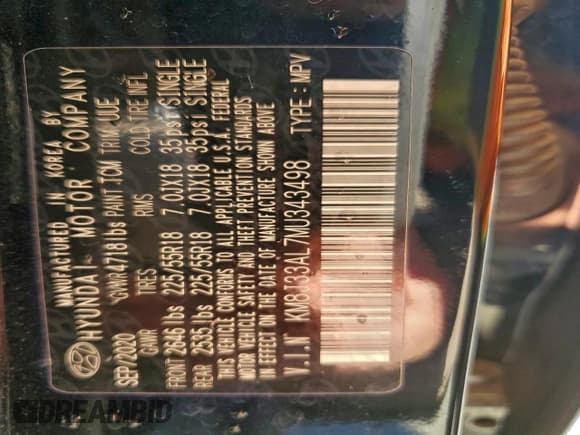 MANUFACTURED IN KOREA BY
HYUNDAI MOTOR COMPANY
SEP/2020 GVWR 4718 lbs PAINT TCM TRIM UUE
GAWR TIRES RIMS COLD TIRE INFL
FRONT 2646 lbs 225/55R18 7.0JX18 35psi SINGLE
REAR 2535 lbs 225/55R18 7.0JX18 35psi SINGLE
THIS VEHICLE CONFORMS TO ALL APPLICABLE U.S.A. FEDERAL
MOTOR VEHICLE SAFETY AND THEFT PREVENTION STANDARDS
IN EFFECT ON THE DATE OF MANUFACTURE SHOWN ABOVE
V.I.N KM8J33AL7MU343498 TYPE: MPV
DREAMBID